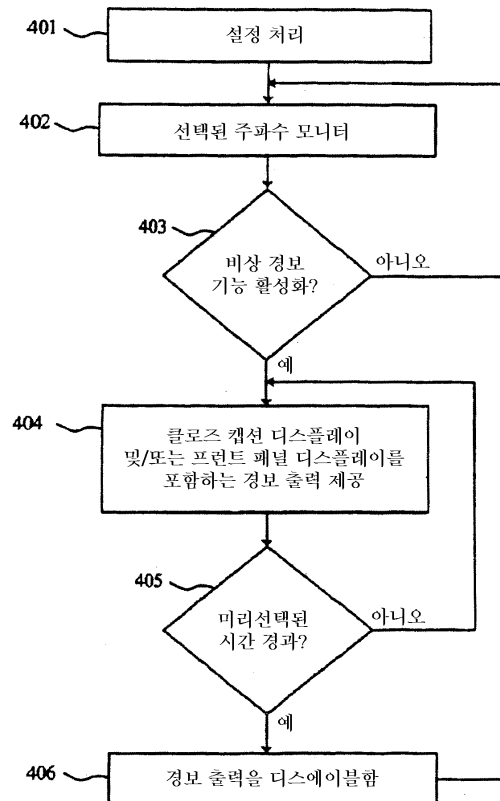 401
설정 처리
402
선택된 주파수 모니터
403
비상 경보
기능 활성화?
아니오
예
404
클로즈 캡션 디스플레이
및/또는 프런트 패널 디스플레이를
포함하는 경보 출력 제공
405
미리선택된
시간 경과?
아니오
예
406
경보 출력을 디스에이블함